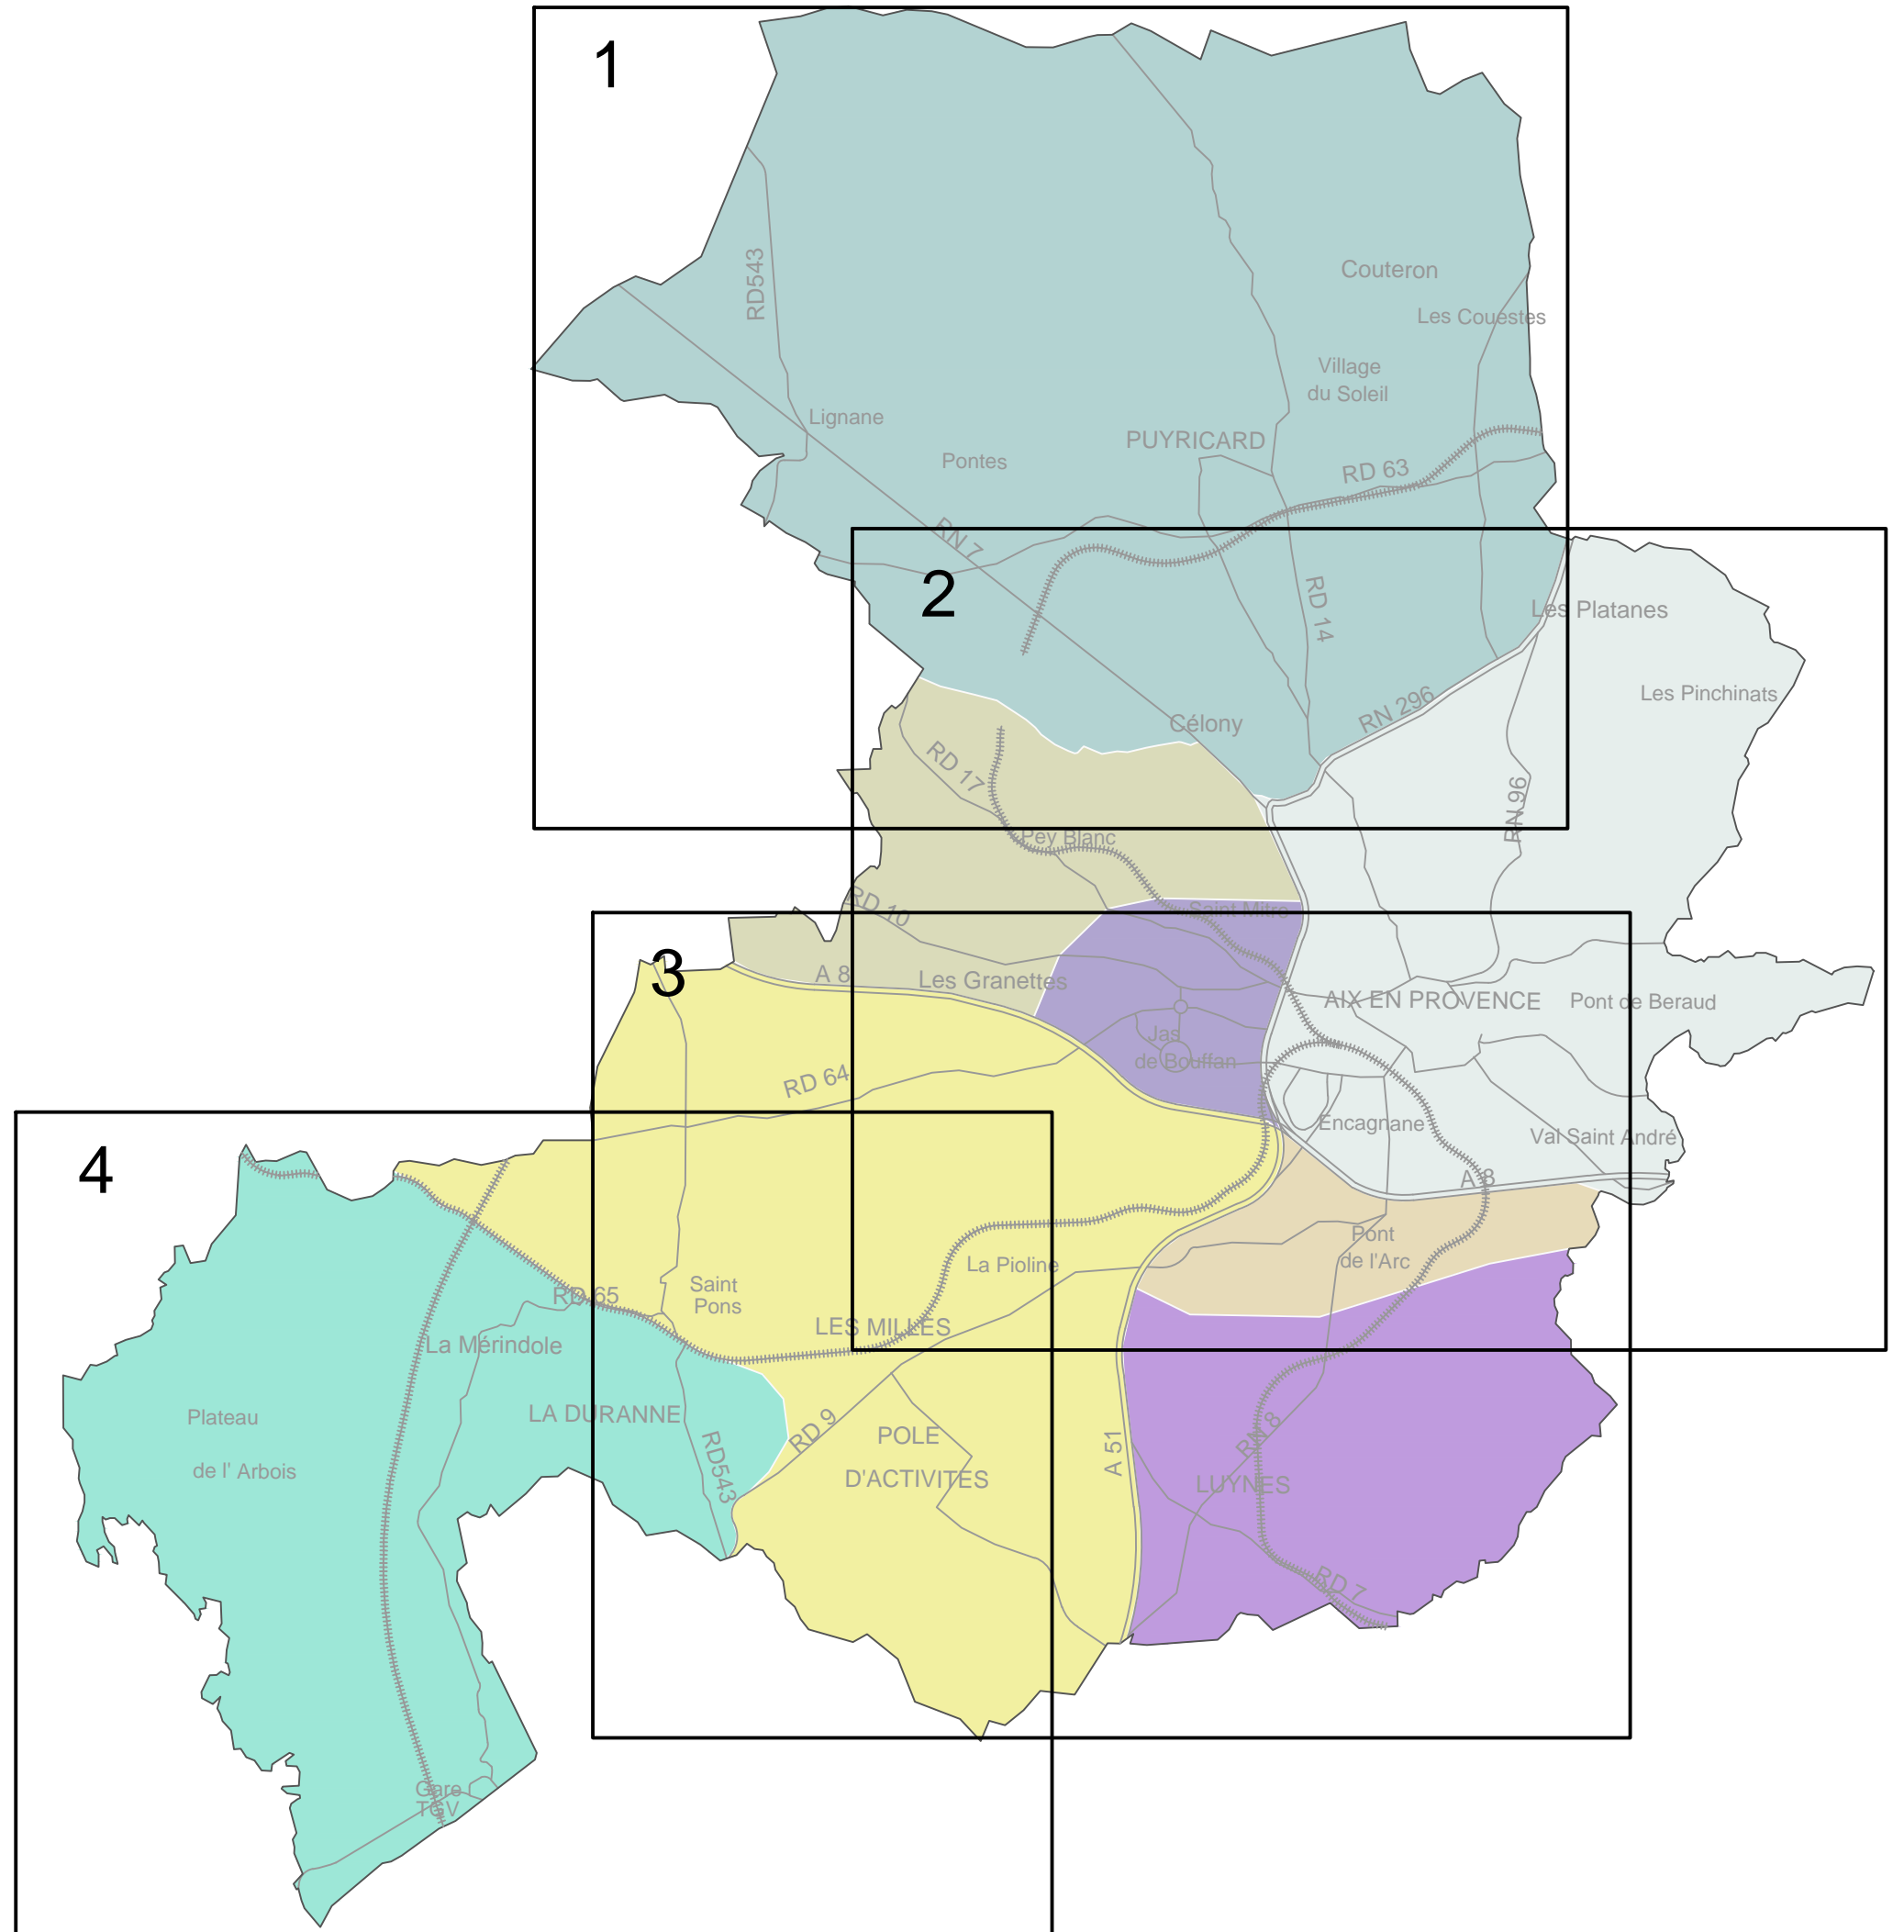 1
RD543
Couteron
Les Couestes
Village
du Soleil
Lignane
PUYRICARD
Pontes
RD 63
RN 7
2
RD 14
Les Platanes
Les Pinchinats
RN 296
Célony
RD 17
RN 96
Pey Blanc
RD 10
Saint Mitre
3
A 8
Les Granettes
AIX EN PROVENCE
Pont de Beraud
Jas
de Bouffan
RD 64
Encagnane
Val Saint André
4
A 8
Pont
de l'Arc
La Pioline
Saint
Pons
RD 65
LES MILLES
La Mérindole
Plateau
de l' Arbois
LA DURANNE
RD 9
POLE
D'ACTIVITES
RD543
A 51
RN 8
LUYNES
RD 7
Gare
TGV